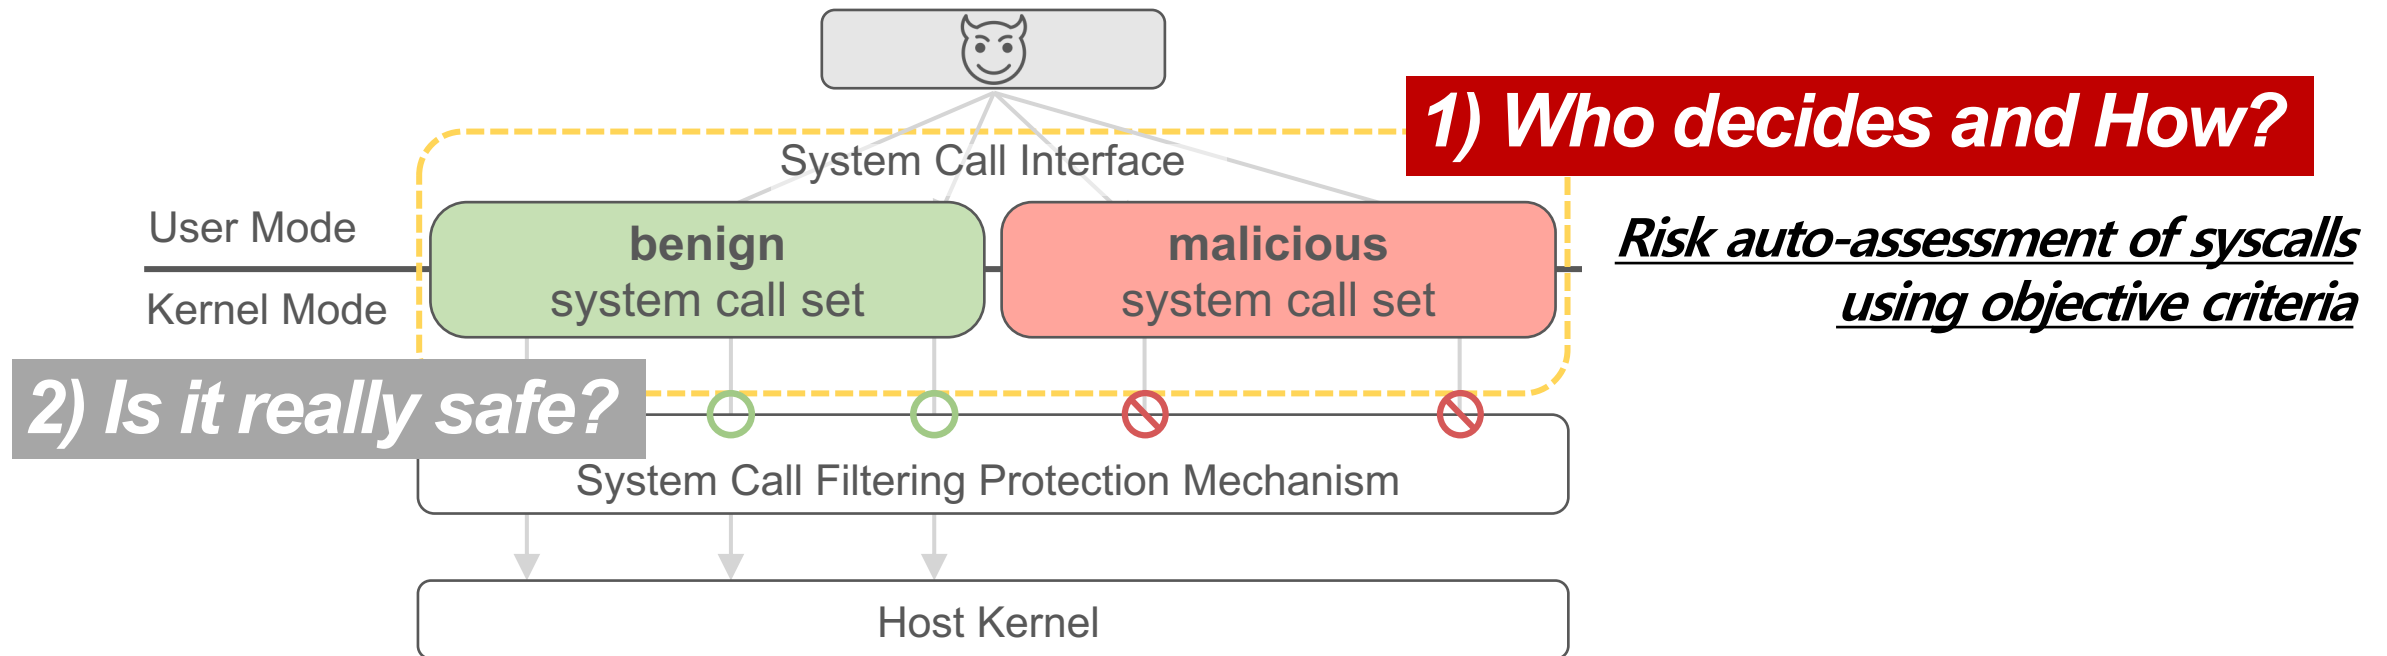 1) Who decides and How?
System Call Interface
User Mode
benign
system call set
malicious
system call set
Risk auto-assessment of syscalls
using objective criteria
Kernel Mode
2) Is it really safe?
System Call Filtering Protection Mechanism
Host Kernel